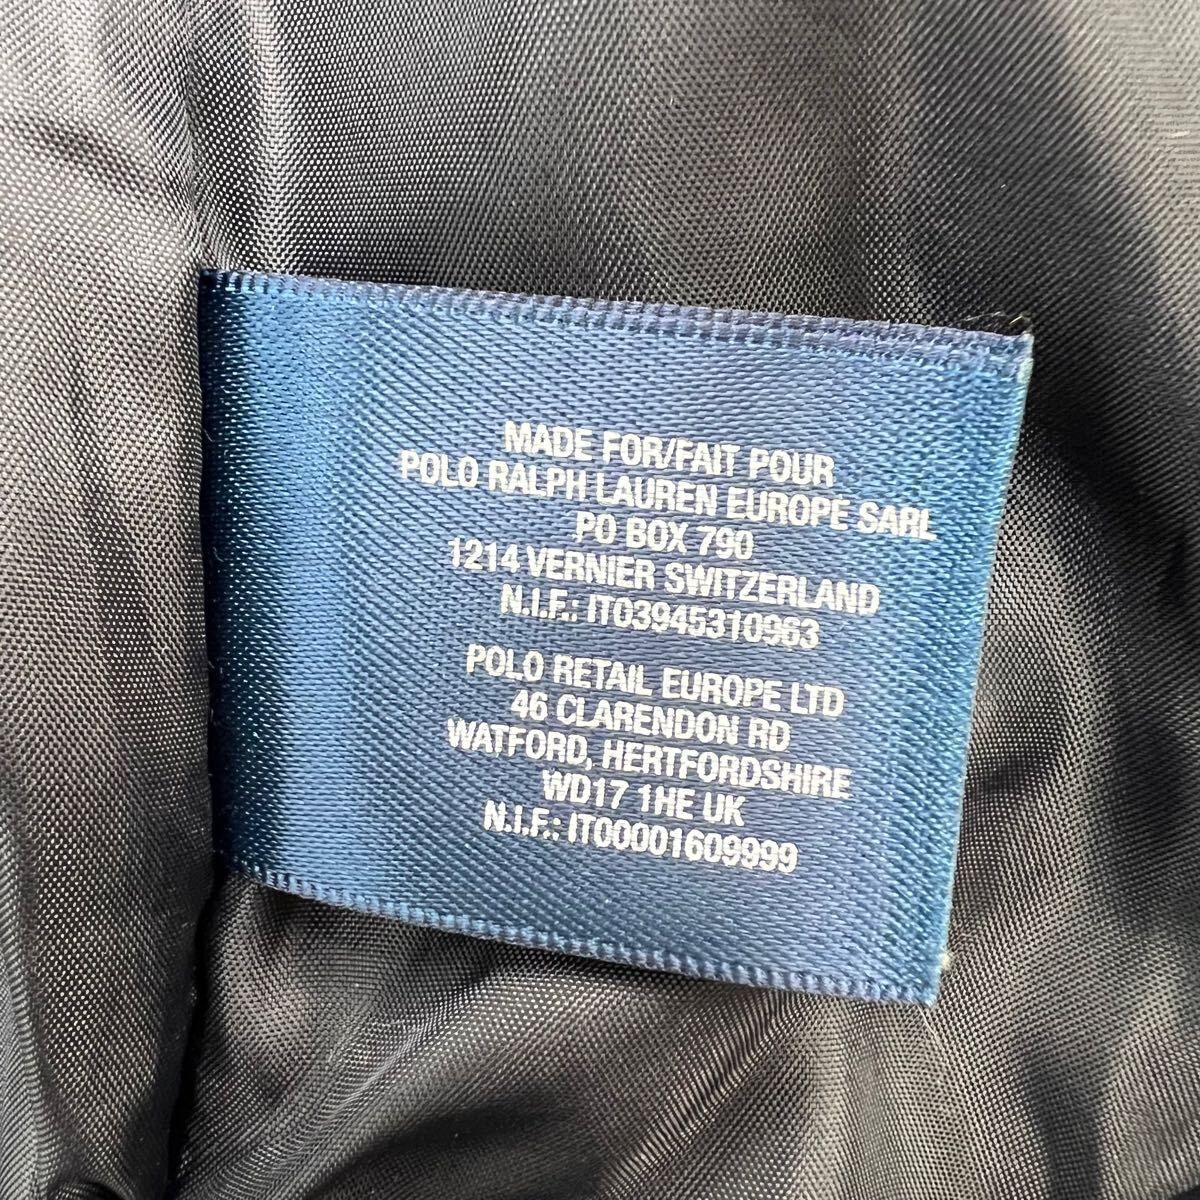 MADE FOR/FAIT POUR
POLO RALPH LAUREN EUROPE SARL
PO BOX 790
1214 VERNIER SWITZERLAND
N.I.F.: IT03945310963
POLO RETAIL EUROPE LTD
46 CLARENDON RD
WATFORD, HERTFORDSHIRE
WD17 1HE UK
N.I.F.: IT00001609999